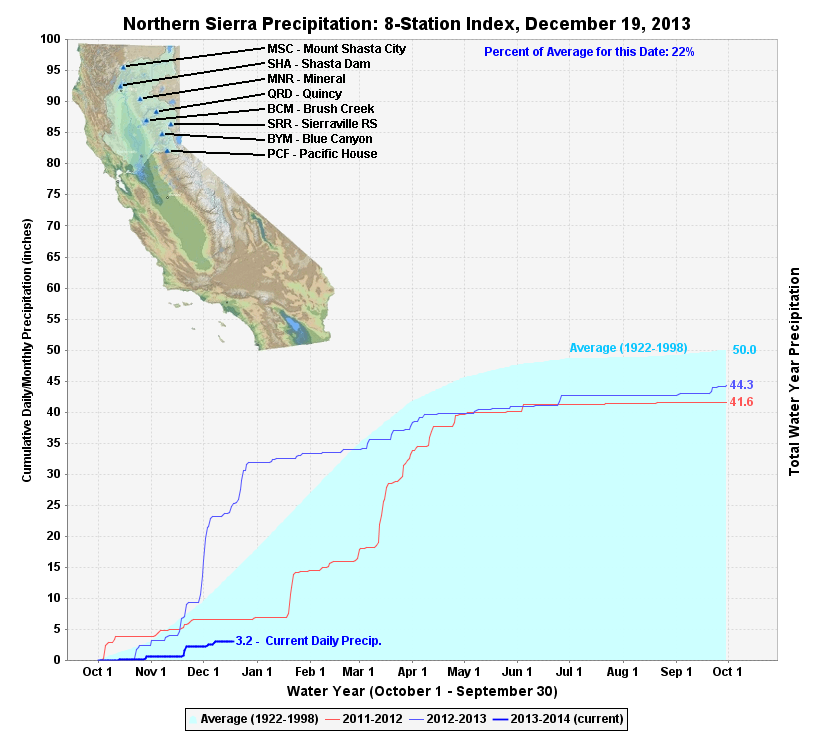 Northern Sierra Precipitation: 8-Station Index, December 19, 2013
Percent of Average for this Date: 22%
MSC - Mount Shasta City
SHA - Shasta Dam
MNR - Mineral
QRD - Quincy
BCM - Brush Creek
SRR - Sierraville RS
BYM - Blue Canyon
PCF - Pacific House
Cumulative Daily/Monthly Precipitation (inches)
100
95
90
85
80
75
70
65
60
55
50
45
40
35
30
25
20
15
10
5
0
Average (1922-1998)
50.0
44.3
41.6
3.2 - Current Daily Precip.
Total Water Year Precipitation
Oct 1 Nov 1 Dec 1 Jan 1 Feb 1 Mar 1 Apr 1 May 1 Jun 1 Jul 1 Aug 1 Sep 1 Oct 1
Water Year (October 1 - September 30)
Average (1922-1998) 2011-2012 2012-2013 2013-2014 (current)